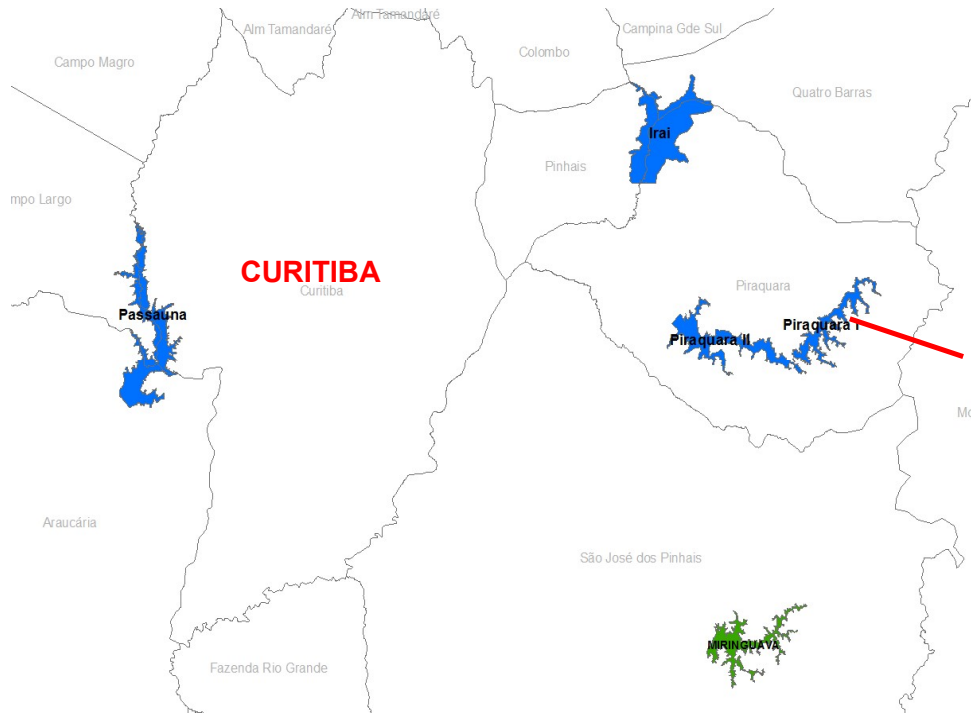 Alm Tamandaré
Alm Tamandaré
Campina Gde Sul
Colombo
Campo Magro
Quatro Barras
Irai
Pinhais
mpo Largo
CURITIBA
Curitiba
Piraquara
Passauna
Piraquara I
Piraquara II
Mo
Araucária
São José dos Pinhais
MIRINGUAVA
Fazenda Rio Grande